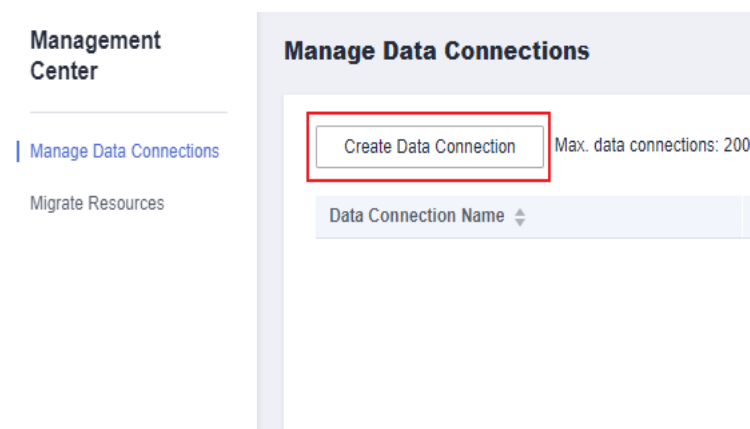 Management
Center
Manage Data Connections
Migrate Resources
Manage Data Connections
Create Data Connection
Max. data connections: 200
Data Connection Name